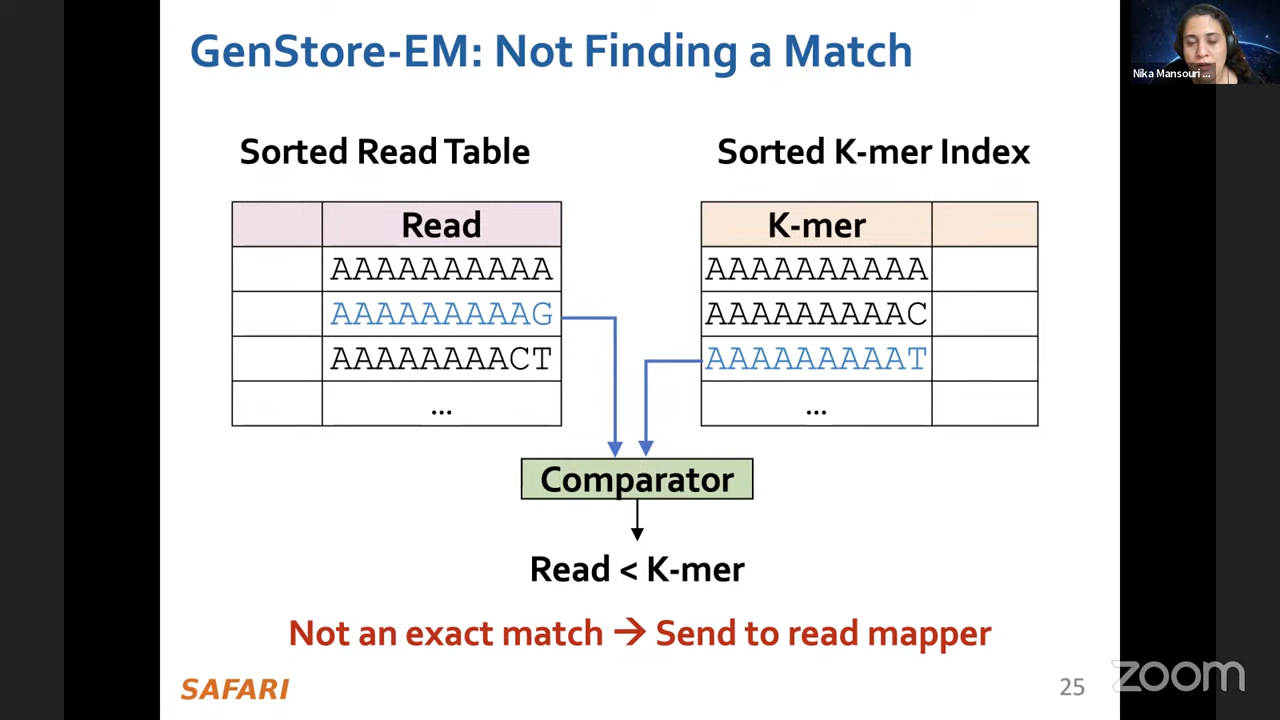 GenStore-EM: Not Finding a Match
Nika Mansouri ...
Sorted Read Table
Sorted K-mer Index
Read
AAAAAAAAAA
AAAAAAAAAG
AAAAAAAACT
...
K-mer
AAAAAAAAAA
AAAAAAAAAC
AAAAAAAAAT
...
Comparator
Read < K-mer
Not an exact match → Send to read mapper
SAFARI
25
zoom